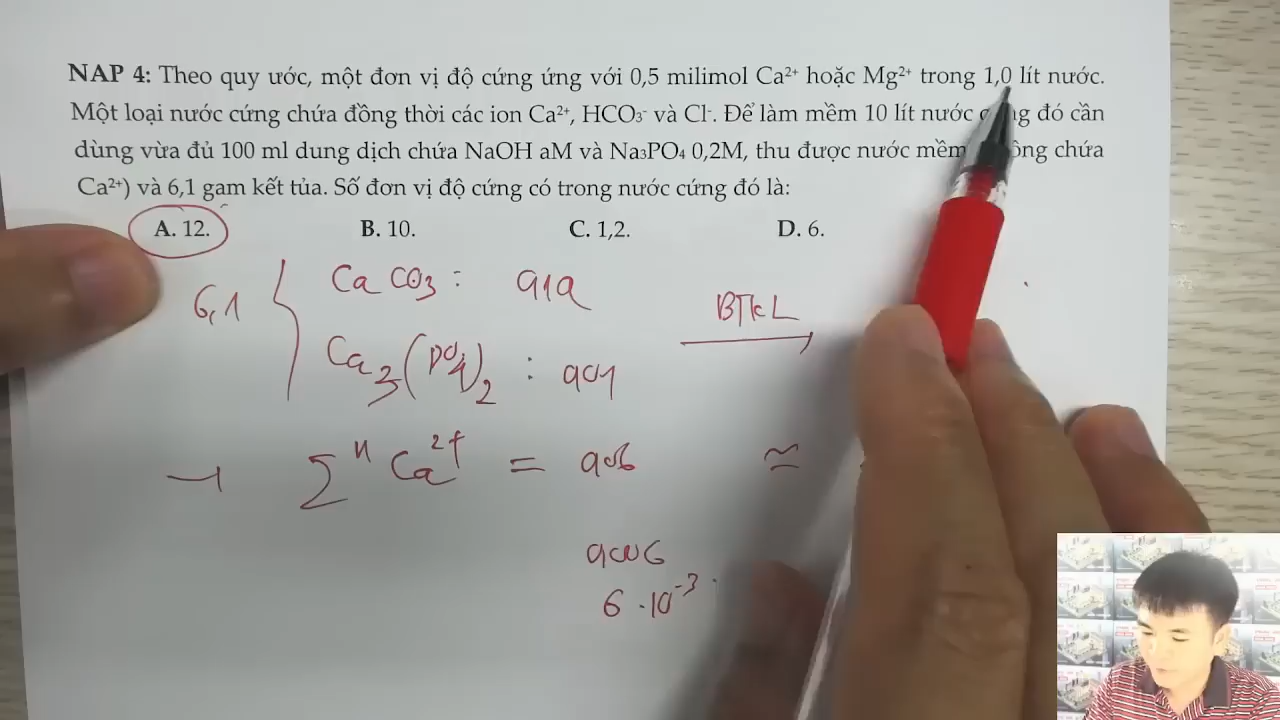 NAP 4: Theo quy ước, một đơn vị độ cứng ứng với 0,5 milimol Ca²⁺ hoặc Mg²⁺ trong 1,0 lít nước.
Một loại nước cứng chứa đồng thời các ion Ca²⁺, HCO₃⁻ và Cl⁻. Để làm mềm 10 lít nước đó cần
dùng vừa đủ 100 ml dung dịch chứa NaOH aM và Na₃PO₄ 0,2M, thu được nước mềm chứa
Ca²⁺) và 6,1 gam kết tủa. Số đơn vị độ cứng có trong nước cứng đó là:
A. 12. B. 10. C. 1,2. D. 6.
6,1 { CaCO₃ : 0,1a
Ca₃(PO₄)₂ : 0,01
BTKL
→ Σ n Ca²⁺ = 0,06 ≈
0,006
6 · 10⁻³